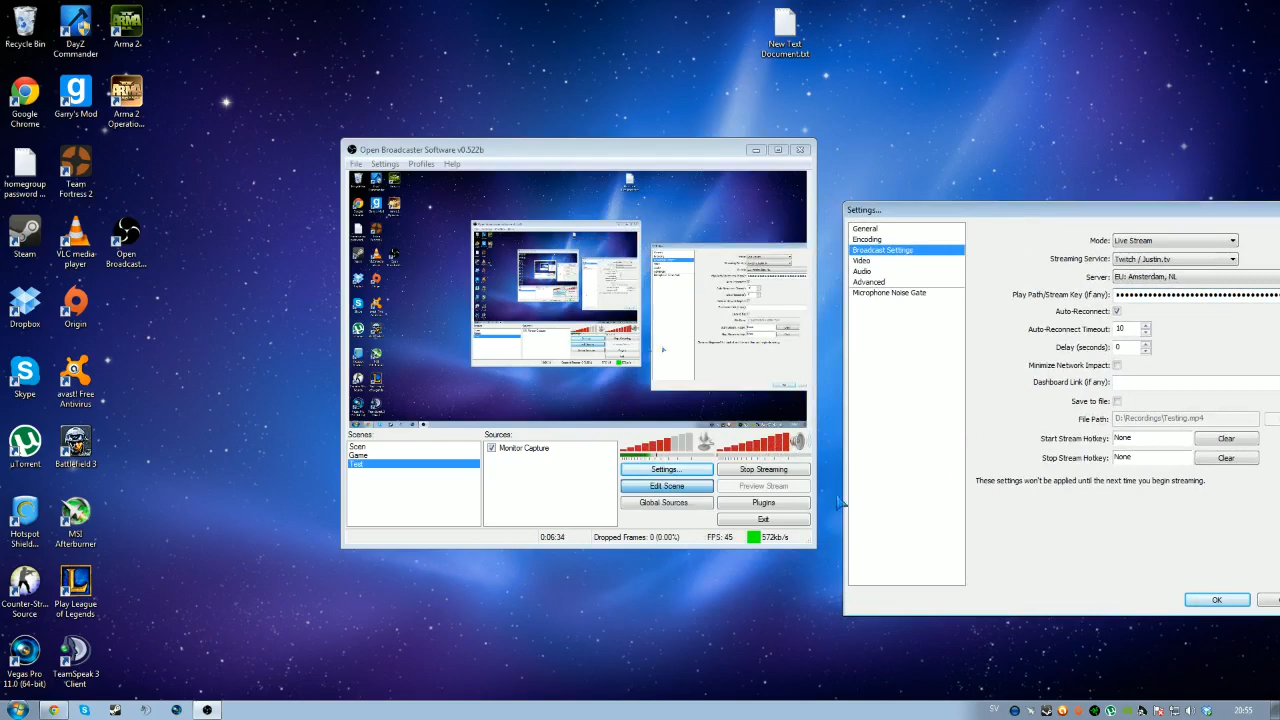 Recycle Bin
DayZ
Commander
Arma 2
New Text
Document.txt
Google
Chrome
Garry's Mod
Arma 2
Operatio...
homegroup
password ...
Team
Fortress 2
Steam
VLC media
player
Open
Broadcast...
Dropbox
Origin
Skype
avast! Free
Antivirus
µTorrent
Battlefield 3
Hotspot
Shield...
MSI
Afterburner
Counter-Str...
Source
Play League
of Legends
Vegas Pro
11.0 (64-bit)
TeamSpeak 3
Client
Open Broadcaster Software v0.522b
File Settings Profiles Help
Scenes:
Scen
Game
Test
Sources:
Monitor Capture
Settings...
Stop Streaming
Edit Scene
Preview Stream
Global Sources
Plugins
Exit
0:06:34
Dropped Frames: 0 (0.00%)
FPS: 45
572kb/s
Settings...
General
Encoding
Broadcast Settings
Video
Audio
Advanced
Microphone Noise Gate
Mode: Live Stream
Streaming Service: Twitch / Justin.tv
Server: EU: Amsterdam, NL
Play Path/Stream Key (if any):
Auto-Reconnect:
Auto-Reconnect Timeout: 10
Delay (seconds): 0
Minimize Network Impact:
Dashboard Link (if any):
Save to file:
File Path: D:\Recordings\Testing.mp4
Start Stream Hotkey: None Clear
Stop Stream Hotkey: None Clear
These settings won't be applied until the next time you begin streaming.
OK
SV
20:55